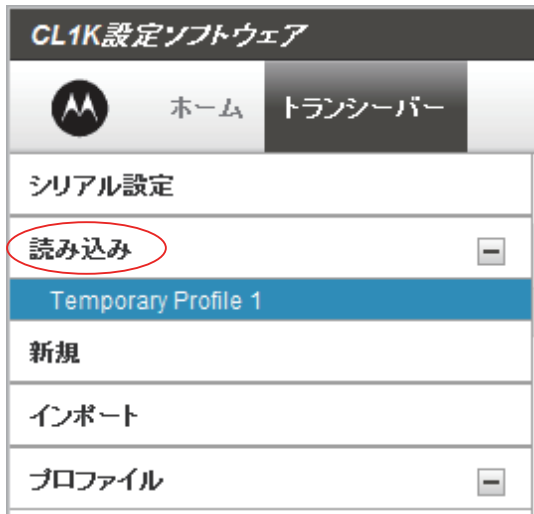 CL1K設定ソフトウェア
ホーム トランシーバー
シリアル設定
読み込み
Temporary Profile 1
新規
インポート
プロファイル